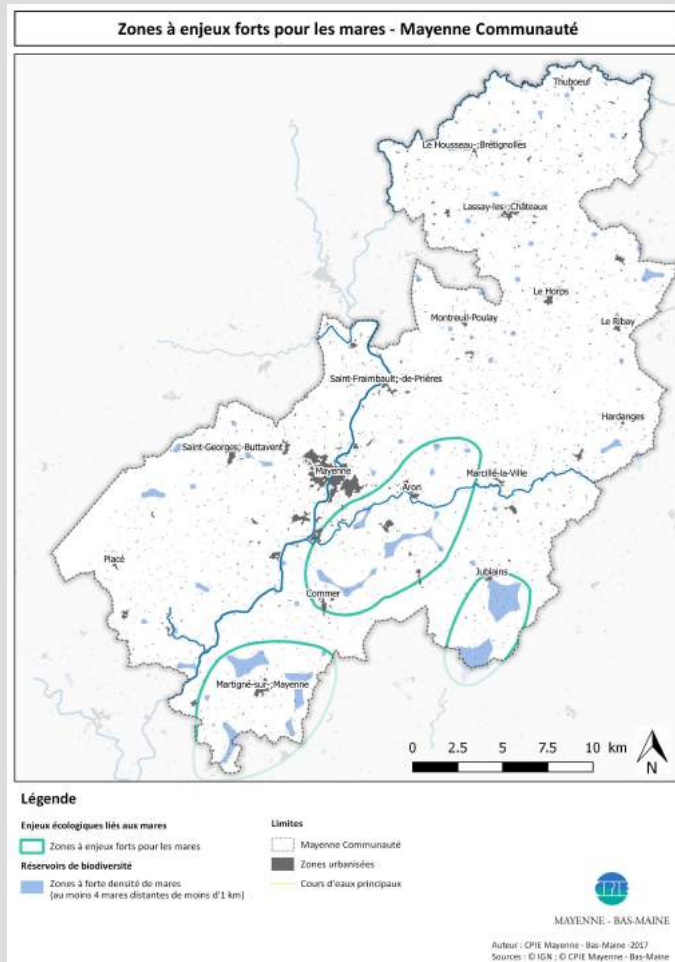 Zones à enjeux forts pour les mares - Mayenne Communauté
Thuboeuf
Le Housseau-;Brétignolles
Lassay-les-;Châteaux
Le Horps
Montreuil-Poulay
Le Ribay
Saint-Fraimbault;-de-Prières
Hardanges
Saint-Georges;-Buttavent
Mayenne
Marcillé-la-Ville
Aron
Placé
Jublains
Commer
Martigné-sur-;Mayenne
0 2.5 5 7.5 10 km
N
Légende
Enjeux écologiques liés aux mares
Zones à enjeux forts pour les mares
Réservoirs de biodiversité
Zones à forte densité de mares
(au moins 4 mares distantes de moins d'1 km)
Limites
Mayenne Communauté
Zones urbanisées
Cours d'eaux principaux
CPIE
MAYENNE - BAS-MAINE
Auteur : CPIE Mayenne - Bas-Maine -2017
Sources : © IGN ; © CPIE Mayenne - Bas-Maine